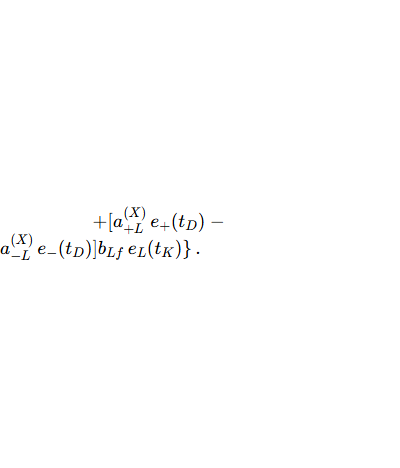 +[a_{+L}^{(X)} e_+(t_D) −
a_{−L}^{(X)} e_−(t_D)]b_{Lf} e_L(t_K)} .